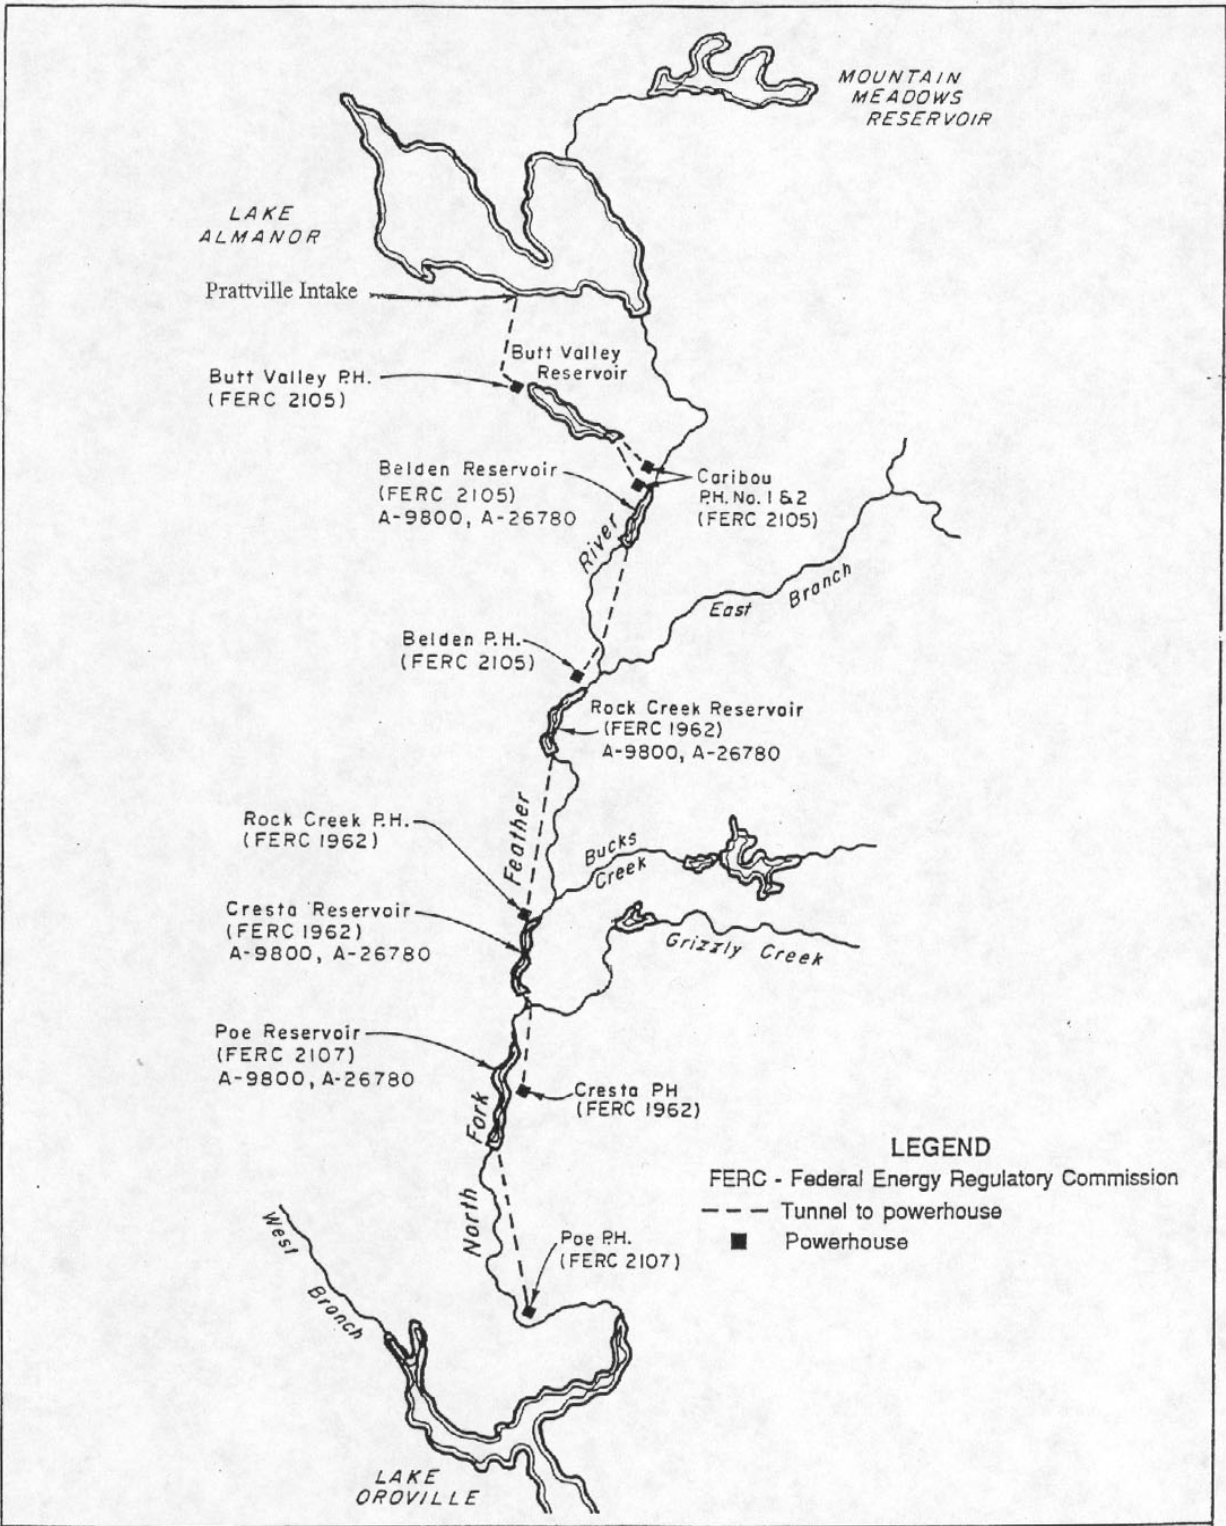 MOUNTAIN
MEADOWS
RESERVOIR
LAKE
ALMANOR
Prattville Intake
Butt Valley
Reservoir
Butt Valley P.H.
(FERC 2105)
Belden Reservoir
(FERC 2105)
A-9800, A-26780
Caribou
P.H. No. 1 & 2
(FERC 2105)
River
East Branch
Belden P.H.
(FERC 2105)
Rock Creek Reservoir
(FERC 1962)
A-9800, A-26780
Feather
Rock Creek P.H.
(FERC 1962)
Bucks
Creek
Cresta Reservoir
(FERC 1962)
A-9800, A-26780
Grizzly Creek
Poe Reservoir
(FERC 2107)
A-9800, A-26780
Cresta PH
(FERC 1962)
Fork
LEGEND
FERC - Federal Energy Regulatory Commission
Tunnel to powerhouse
Powerhouse
North
West Branch
Poe P.H.
(FERC 2107)
LAKE
OROVILLE